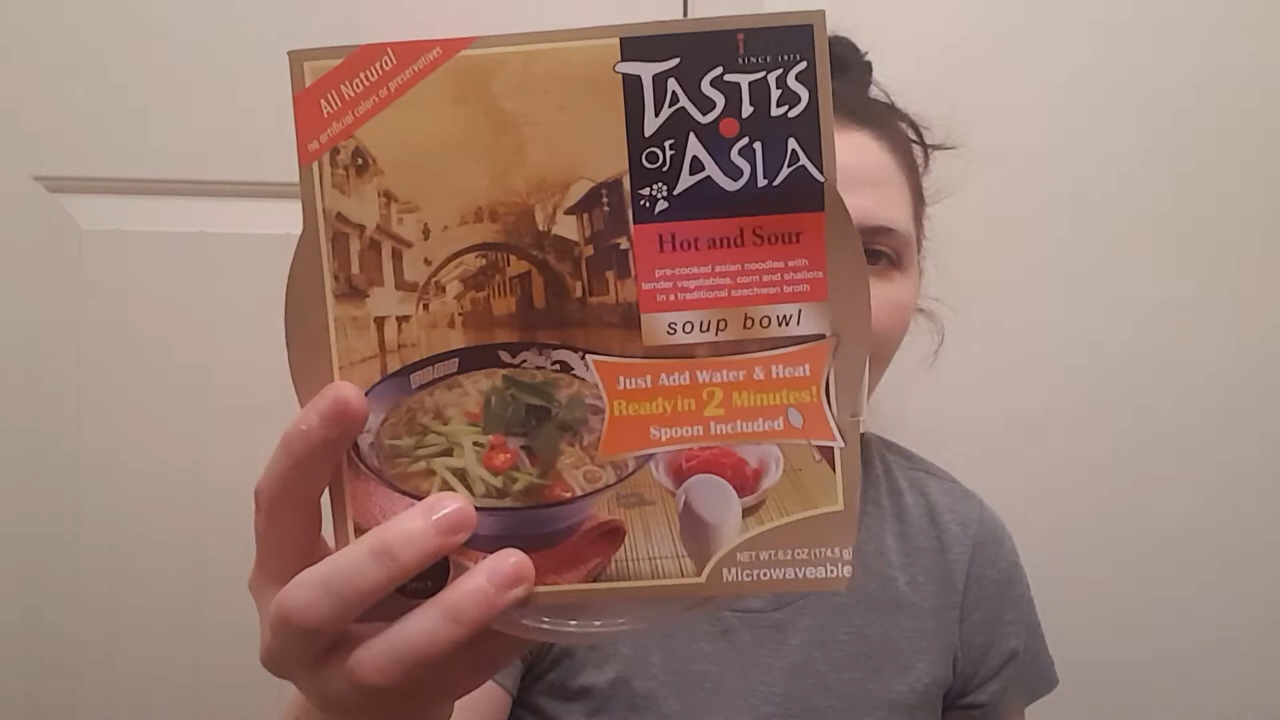 All Natural
no artificial colors or preservatives
SINCE 1973
TASTES
OF ASIA
Hot and Sour
pre-cooked asian noodles with
tender vegetables, corn and shallots
in a traditional szechwan broth
soup bowl
Just Add Water & Heat
Ready in 2 Minutes!
Spoon Included
NET WT.6.2 OZ (174.5 g)
Microwaveable